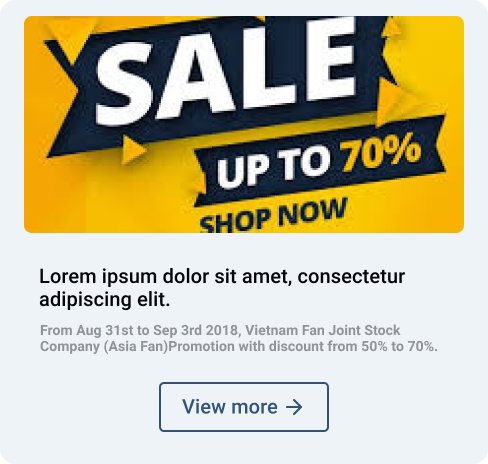 SALE
UP TO 70%
SHOP NOW
Lorem ipsum dolor sit amet, consectetur
adipiscing elit.
From Aug 31st to Sep 3rd 2018, Vietnam Fan Joint Stock
Company (Asia Fan)Promotion with discount from 50% to 70%.
View more